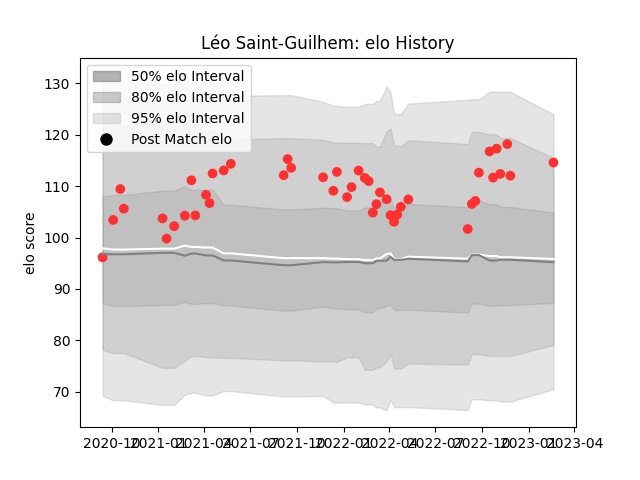 Léo Saint-Guilhem: elo History
50% elo Interval
80% elo Interval
95% elo Interval
Post Match elo
elo score
130
120
110
100
90
80
70
2020-10 2021-01 2021-04 2021-07 2021-10 2022-01 2022-04 2022-07 2022-10 2023-01 2023-04